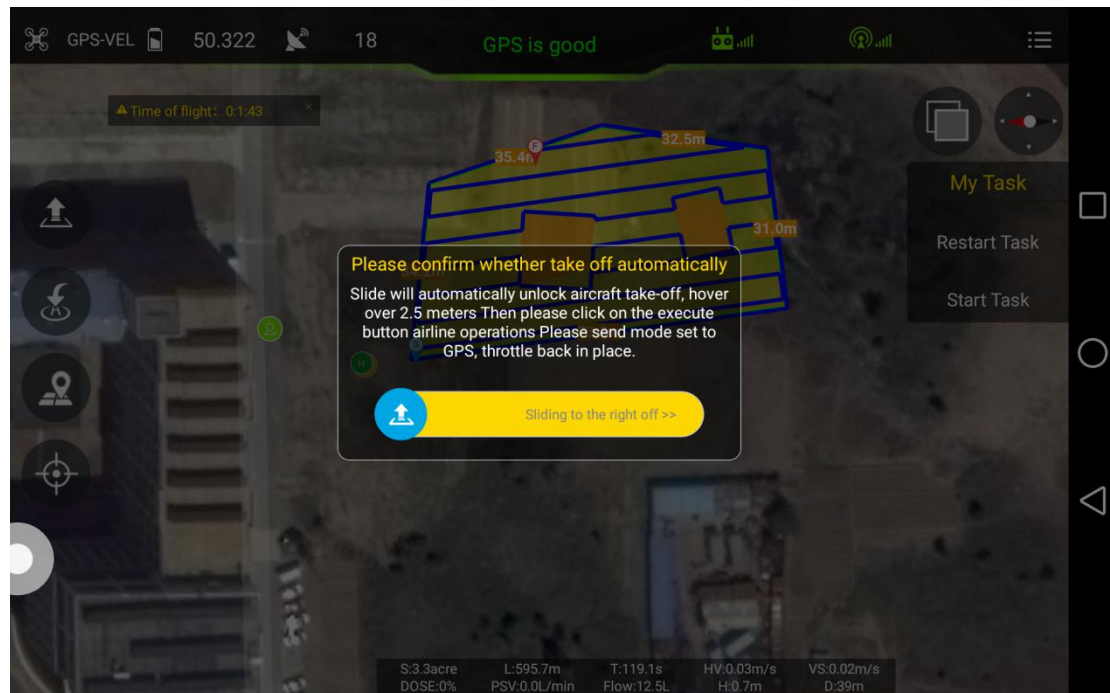 GPS-VEL 50.322 18 GPS is good
Time of flight: 0:1:43 ×
35.4m
32.5m
31.0m
F
My Task
Restart Task
Start Task
Please confirm whether take off automatically
Slide will automatically unlock aircraft take-off, hover
over 2.5 meters Then please click on the execute
button airline operations Please send mode set to
GPS, throttle back in place.
H
Sliding to the right off >>
S:3.3acre L:595.7m T:119.1s HV:0.03m/s VS:0.02m/s
DOSE:0% PSV:0.0L/min Flow:12.5L H:0.7m D:39m